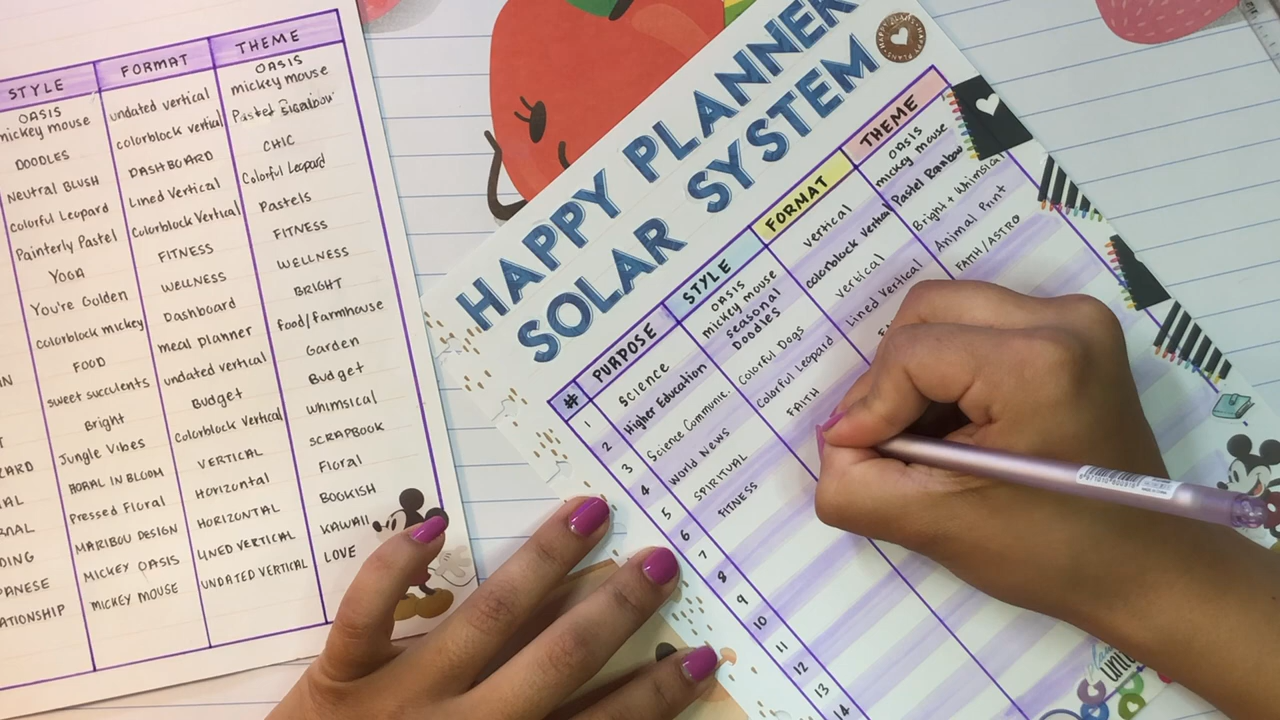 STYLE FORMAT THEME
OASIS OASIS
mickey mouse undated vertical mickey mouse
DOODLES colorblock vertical Pastel Rainbow
Neutral BLUSH DASHBOARD CHIC
Colorful Leopard Lined Vertical Colorful Leopard
Painterly Pastel Colorblock Vertical Pastels
YOGA FITNESS FITNESS
You're Golden WELLNESS WELLNESS
colorblock mickey Dashboard BRIGHT
FOOD meal planner food/farmhouse
sweet succulents undated vertical Garden
Bright Budget Budget
Jungle Vibes Colorblock Vertical Whimsical
FLORAL IN BLOOM VERTICAL SCRAPBOOK
Pressed Floral Horizontal Floral
MARIBOU DESIGN HORIZONTAL BOOKISH
MICKEY OASIS LINED VERTICAL KAWAII
MICKEY MOUSE UNDATED VERTICAL LOVE
HAPPY PLANNER
SOLAR SYSTEM
# PURPOSE STYLE FORMAT THEME
1 SCIENCE OASIS mickey mouse vertical OASIS mickey mouse
2 Higher Education seasonal Doodles colorblock vertical Pastel Rainbow
3 Science Communic. Colorful Dogs vertical Bright + Whimsical
4 World News Colorful Leopard Lined Vertical Animal Print
5 SPIRITUAL FAITH FAITH/ASTRO
6 FITNESS
7
8
9
10
11
12
13
14